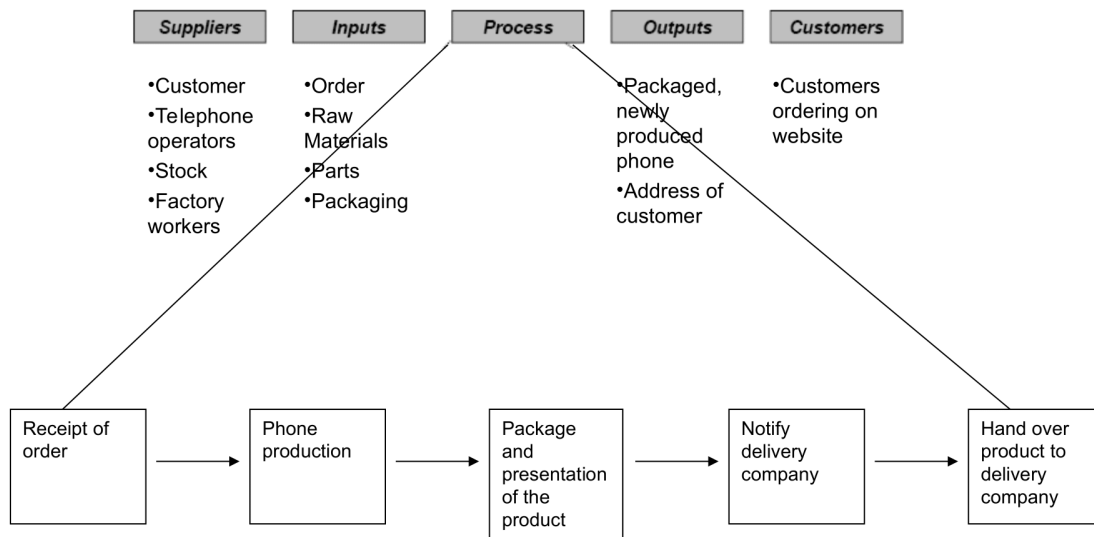 Suppliers Inputs Process Outputs Customers
•Customer
•Telephone
operators
•Stock
•Factory
workers
•Order
•Raw
Materials
•Parts
•Packaging
•Packaged,
newly
produced
phone
•Address of
customer
•Customers
ordering on
website
Receipt of
order
Phone
production
Package
and
presentation
of the
product
Notify
delivery
company
Hand over
product to
delivery
company